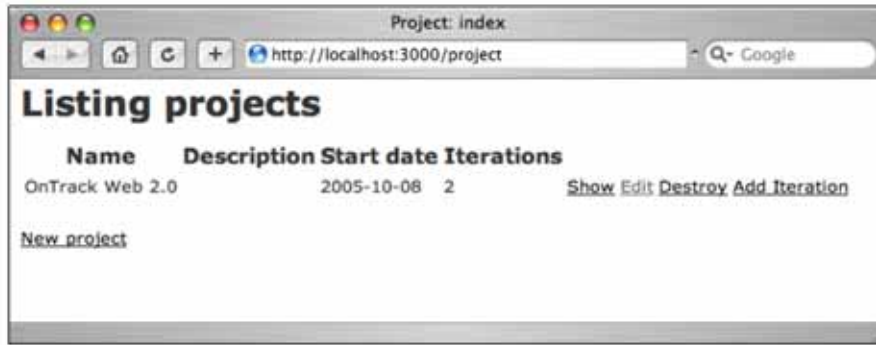 Project: index
http://localhost:3000/project
Google
Listing projects
Name Description Start date Iterations
OnTrack Web 2.0 2005-10-08 2 Show Edit Destroy Add Iteration
New project